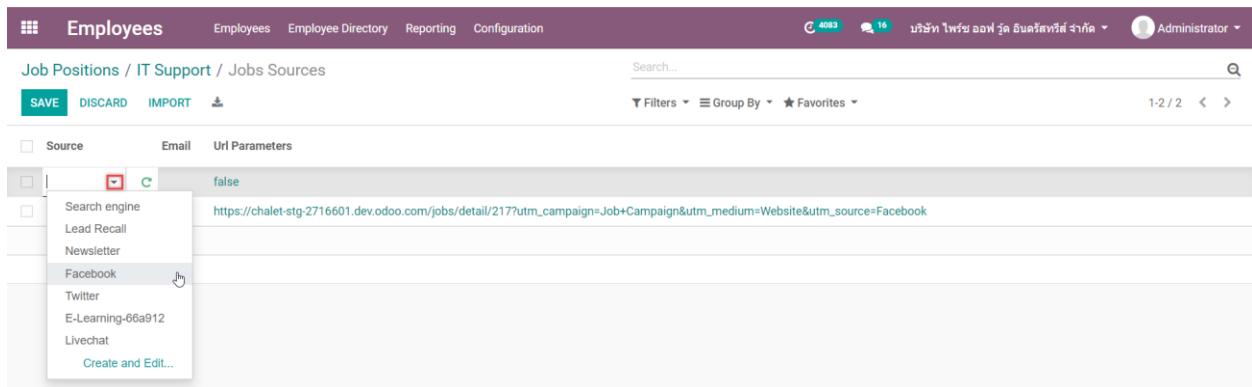 Employees Employees Employee Directory Reporting Configuration 4083 16 บริษัท ไพร์ซ ออฟ วู้ด อินดรัสทรีส์ จำกัด Administrator
Job Positions / IT Support / Jobs Sources Search...
SAVE DISCARD IMPORT Filters Group By Favorites 1-2 / 2
Source Email Url Parameters
false
Search engine
https://chalet-stg-2716601.dev.odoo.com/jobs/detail/217?utm_campaign=Job+Campaign&utm_medium=Website&utm_source=Facebook
Lead Recall
Newsletter
Facebook
Twitter
E-Learning-66a912
Livechat
Create and Edit...